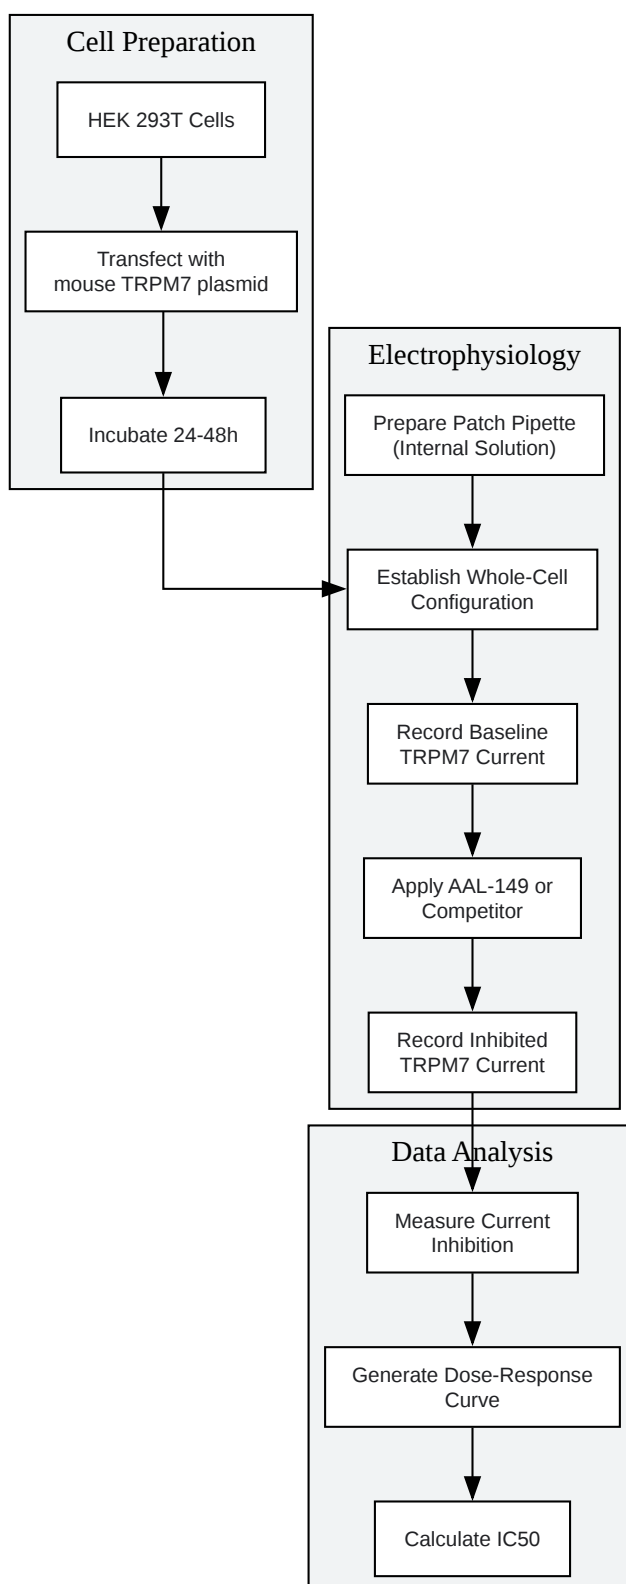 Cell Preparation
HEK 293T Cells
Transfect with
mouse TRPM7 plasmid
Incubate 24-48h
Electrophysiology
Prepare Patch Pipette
(Internal Solution)
Establish Whole-Cell
Configuration
Record Baseline
TRPM7 Current
Apply AAL-149 or
Competitor
Record Inhibited
TRPM7 Current
Data Analysis
Measure Current
Inhibition
Generate Dose-Response
Curve
Calculate IC50